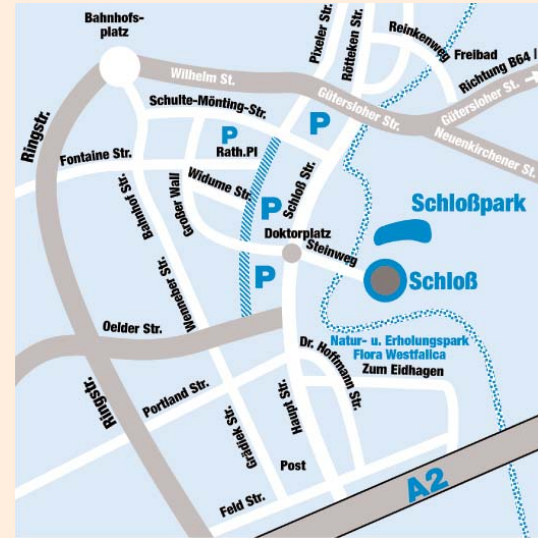 Bahnhofs-
platz
Pixeler Str.
Rötteken Str.
Reinkenweg
Freibad
Richtung B64
Wilhelm St.
Gütersloher Str.
Gütersloher St.
Neuenkirchener St.
Ringstr.
Schulte-Mönting-Str.
P
P
Rath.Pl
Fontaine Str.
Bahnhof Str.
Großer Wall
Widume Str.
P
Schloß Str.
Schloßpark
Doktorplatz
Steinweg
P
Schloß
Wenneber Str.
Oelder Str.
Natur- u. Erholungspark
Flora Westfalica
Dr. Hoffmann Str.
Zum Eidhagen
Ringstr.
Portland Str.
Grädiek Str.
Haupt Str.
Post
A2
Feld Str.